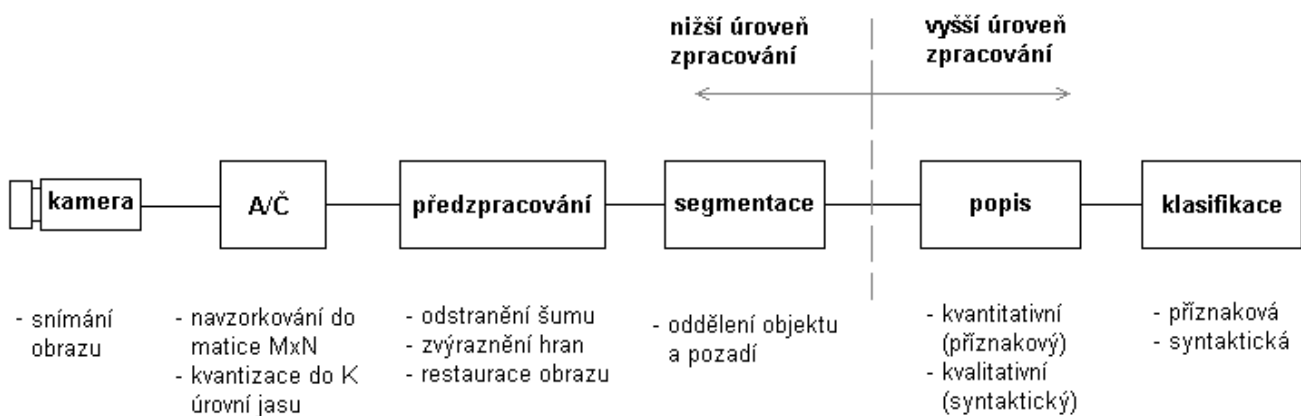 nižší úroveň
zpracování
vyšší úroveň
zpracování
kamera
A/Č
předzpracování
segmentace
popis
klasifikace
- snímání
obrazu
- navzorkování do
matice MxN
- kvantizace do K
úrovní jasu
- odstranění šumu
- zvýraznění hran
- restaurace obrazu
- oddělení objektu
a pozadí
- kvantitativní
(příznakový)
- kvalitativní
(syntaktický)
- příznaková
- syntaktická